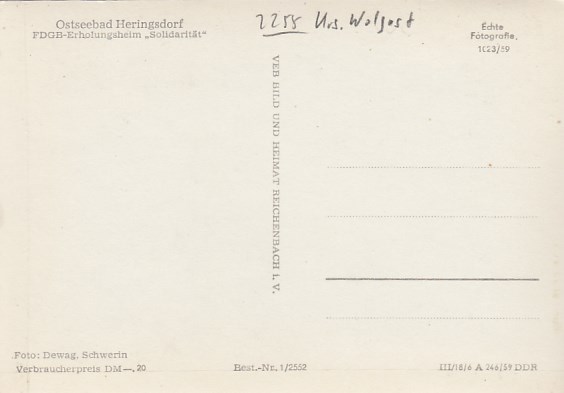 Ostseebad Heringsdorf
FDGB-Erholungsheim „Solidarität“
2255 Krs. Wolgast
Echte
Fotografie.
1023/59
VEB BILD UND HEIMAT REICHENBACH i. V.
Foto: Dewag, Schwerin
Verbraucherpreis DM —,20
Best.-Nr. 1/2552
III/18/6 A 246/59 DDR